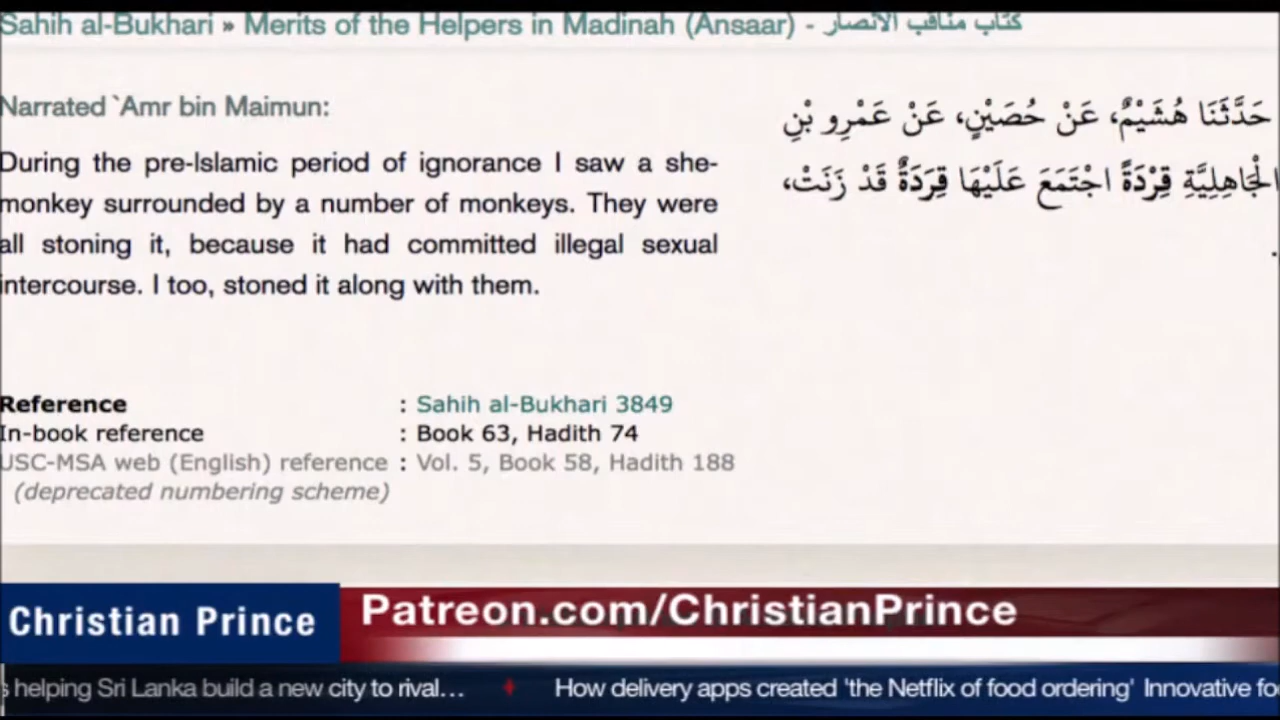 Sahih al-Bukhari » Merits of the Helpers in Madinah (Ansaar) - كتاب مناقب الأنصار
Narrated `Amr bin Maimun:
During the pre-Islamic period of ignorance I saw a she-
monkey surrounded by a number of monkeys. They were
all stoning it, because it had committed illegal sexual
intercourse. I too, stoned it along with them.
حَدَّثَنَا هُشَيْمٌ، عَنْ حُصَيْنٍ، عَنْ عَمْرِو بْنِ
الْجَاهِلِيَّةِ قِرْدَةً اجْتَمَعَ عَلَيْهَا قِرَدَةٌ قَدْ زَنَتْ،
.
Reference : Sahih al-Bukhari 3849
In-book reference : Book 63, Hadith 74
USC-MSA web (English) reference : Vol. 5, Book 58, Hadith 188
(deprecated numbering scheme)
Christian Prince
Patreon.com/ChristianPrince
s helping Sri Lanka build a new city to rival... ♦ How delivery apps created 'the Netflix of food ordering' Innovative fo